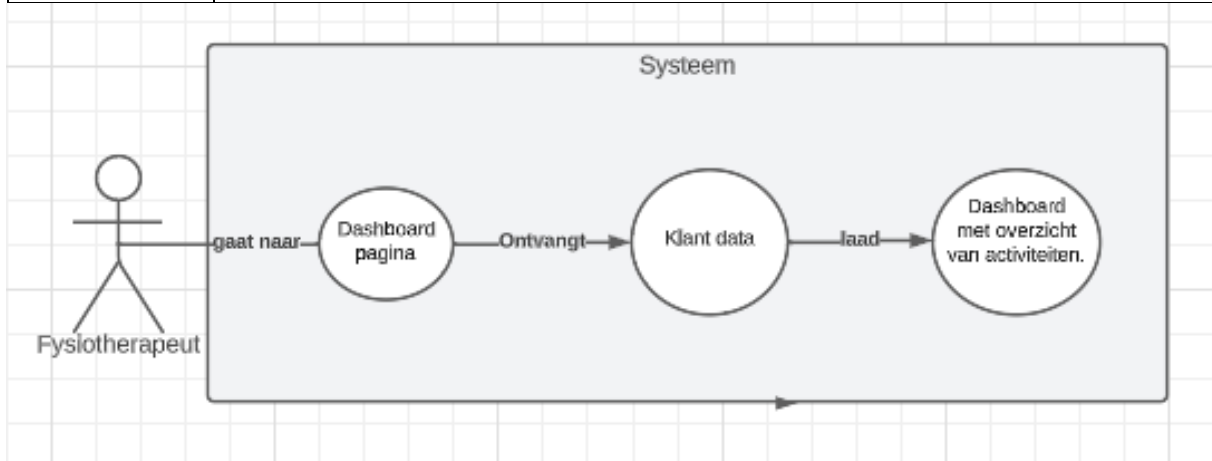 Systeem
gaat naar
Dashboard
pagina
Ontvangt
Klant data
laad
Dashboard
met overzicht
van activiteiten.
Fysiotherapeut